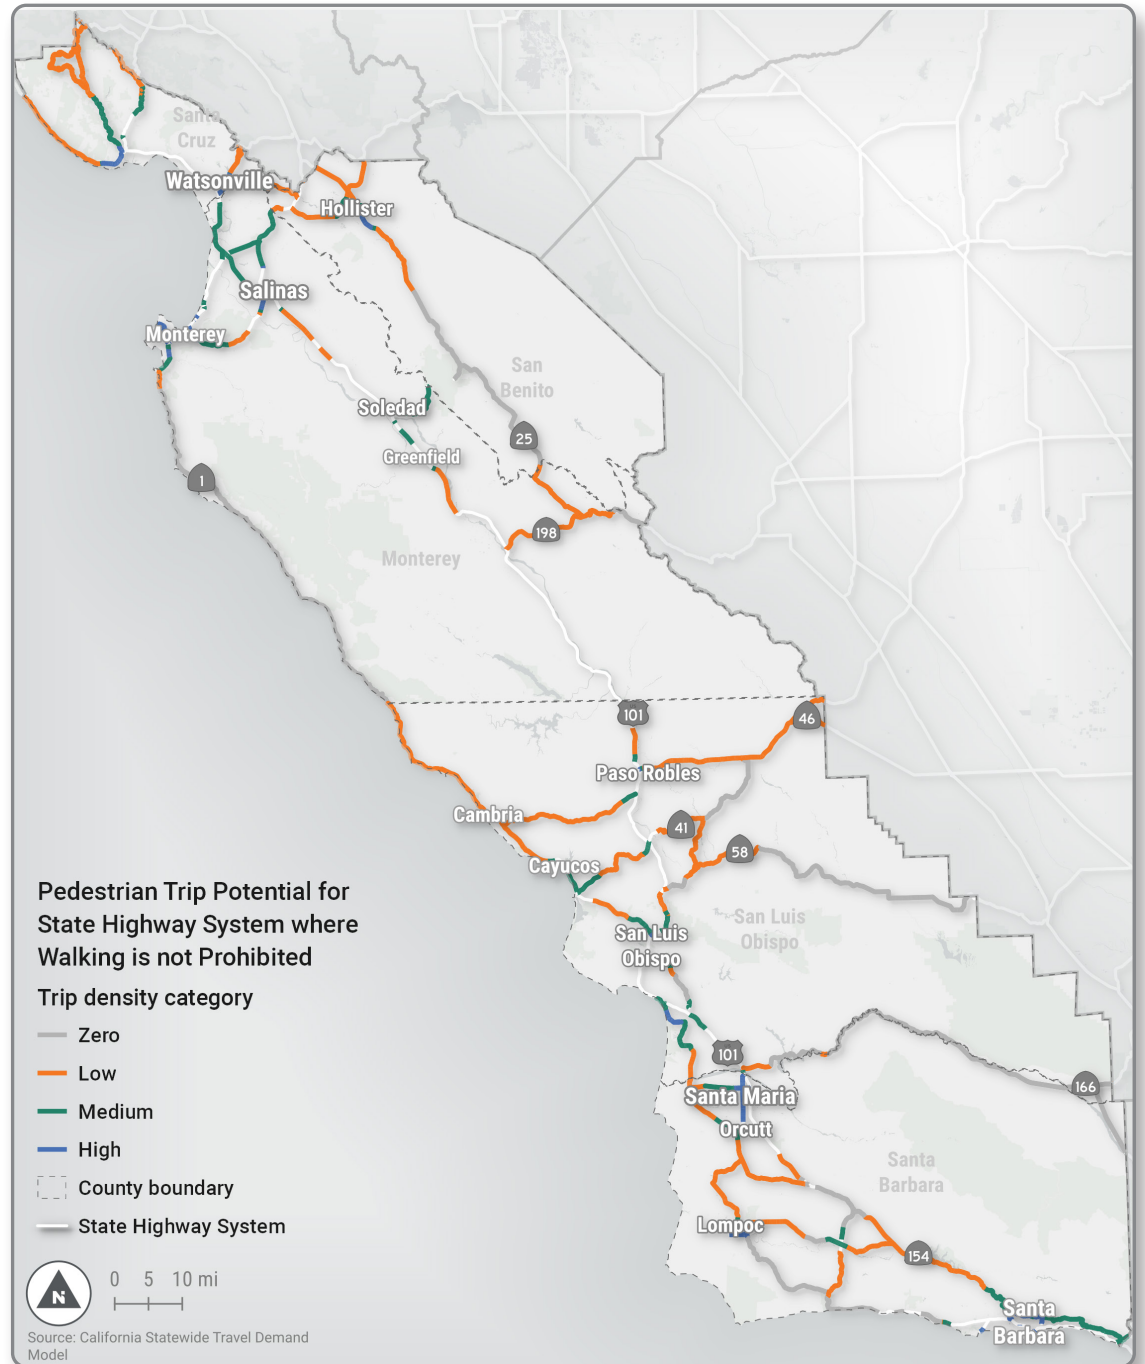 Santa
Cruz
Watsonville
Hollister
Salinas
Monterey
San
Benito
Soledad
25
Greenfield
1
198
Monterey
101
46
Paso Robles
Cambria
41
58
Cayucos
San Luis
Obispo
San Luis
Obispo
101
166
Santa Maria
Orcutt
Santa
Barbara
Lompoc
154
Santa
Barbara
Pedestrian Trip Potential for
State Highway System where
Walking is not Prohibited
Trip density category
Zero
Low
Medium
High
County boundary
State Highway System
N
0 5 10 mi
Source: California Statewide Travel Demand
Model